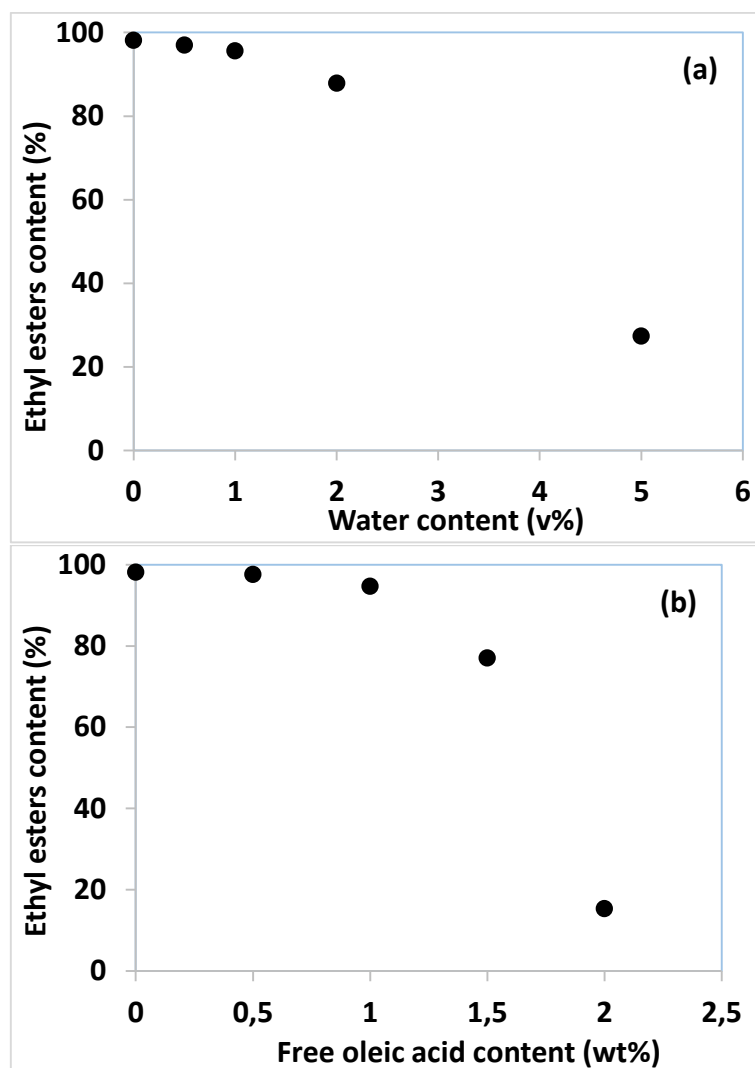 (a)
Ethyl esters content (%)
100
80
60
40
20
0
0 1 2 3 4 5 6
Water content (v%)
(b)
Ethyl esters content (%)
100
80
60
40
20
0
0 0,5 1 1,5 2 2,5
Free oleic acid content (wt%)